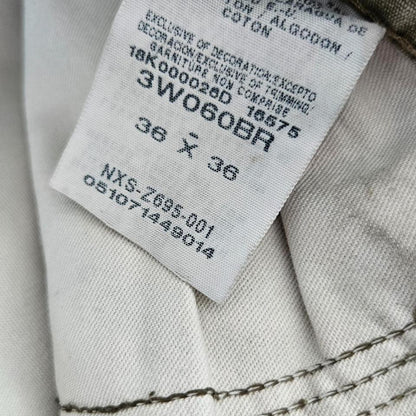 TON / ALGODON /
COTON
EXCLUSIVE OF DECORATION/EXCEPTO
DECORACION/EXCLUSIVE OF TRIMMING/
GARNITURE NON COMPRISE
18K000026D 16575
3W060BR
36 X 36
NXS-Z695-001
051071449014